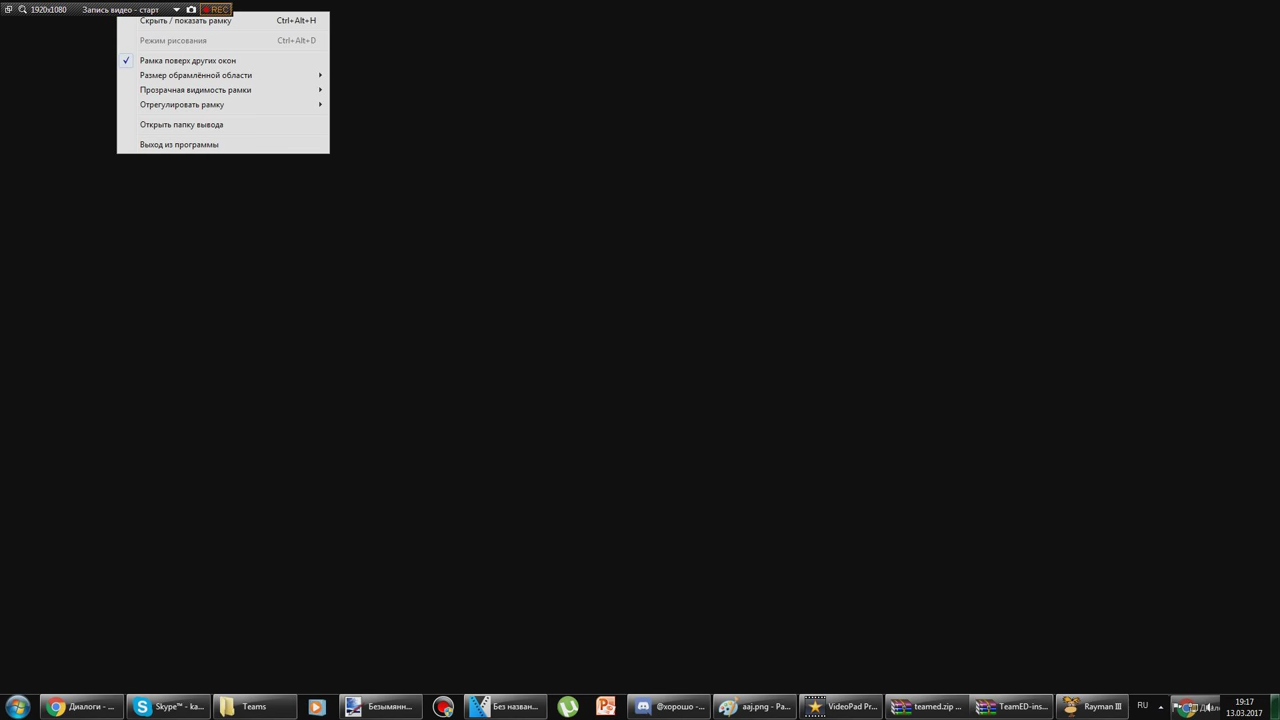 1920x1080 Запись видео - старт REC
Скрыть / показать рамку Ctrl+Alt+H
Режим рисования Ctrl+Alt+D
Рамка поверх других окон
Размер обрамлённой области
Прозрачная видимость рамки
Отрегулировать рамку
Открыть папку вывода
Выход из программы
Диалоги - ... Skype™ - ka... Teams Безымянн... Без назван... @хорошо -... aaj.png - Pa... VideoPad Pr... teamed.zip ... TeamED-ins... Rayman III RU 19:17
13.03.2017